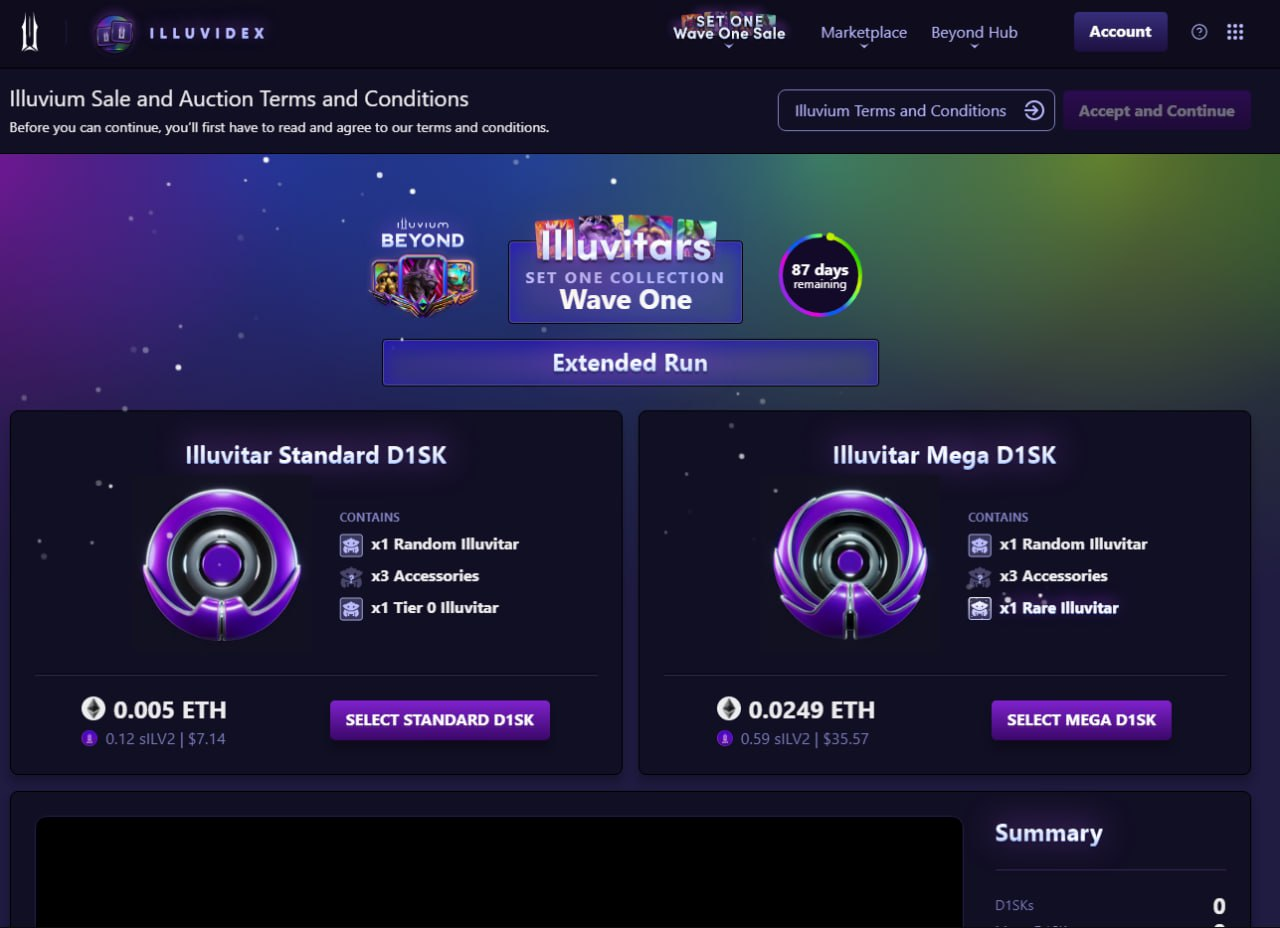 ILLUVIDEX
SET ONE
Wave One Sale
Marketplace
Beyond Hub
Account
Illuvium Sale and Auction Terms and Conditions
Before you can continue, you'll first have to read and agree to our terms and conditions.
Illuvium Terms and Conditions
Accept and Continue
illuvium
BEYOND
Illuvitars
SET ONE COLLECTION
Wave One
87 days
remaining
Extended Run
Illuvitar Standard D1SK
CONTAINS
x1 Random Illuvitar
x3 Accessories
x1 Tier 0 Illuvitar
0.005 ETH
0.12 sILV2 | $7.14
SELECT STANDARD D1SK
Illuvitar Mega D1SK
CONTAINS
x1 Random Illuvitar
x3 Accessories
x1 Rare Illuvitar
0.0249 ETH
0.59 sILV2 | $35.57
SELECT MEGA D1SK
Summary
D1SKs 0